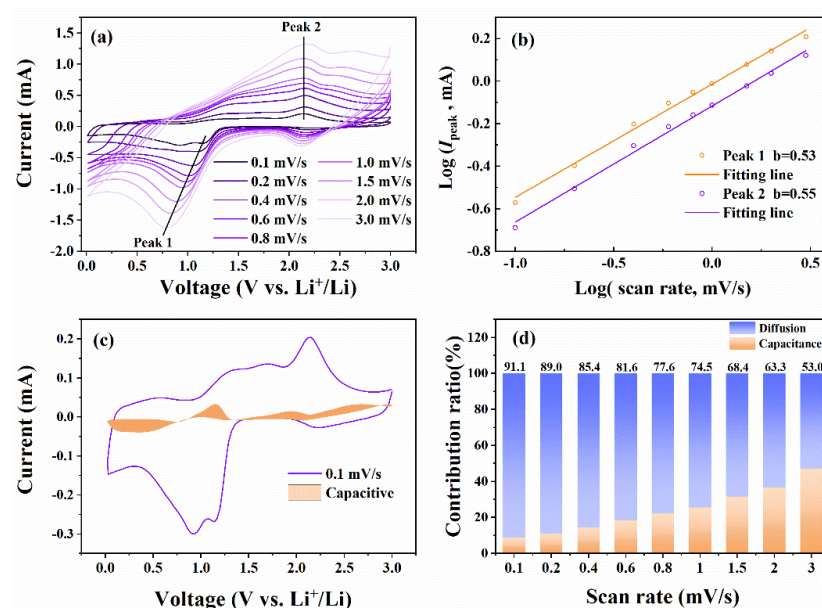 (a)
Peak 2
Peak 1
0.1 mV/s
0.2 mV/s
0.4 mV/s
0.6 mV/s
0.8 mV/s
1.0 mV/s
1.5 mV/s
2.0 mV/s
3.0 mV/s
1.5
1.0
0.5
0.0
-0.5
-1.0
-1.5
-2.0
Current (mA)
0.0 0.5 1.0 1.5 2.0 2.5 3.0
Voltage (V vs. Li⁺/Li)
(b)
Peak 1 b=0.53
Fitting line
Peak 2 b=0.55
Fitting line
0.2
0.0
-0.2
-0.4
-0.6
-0.8
Log (Ipeak , mA)
-1.0 -0.5 0.0 0.5
Log( scan rate, mV/s)
(c)
0.1 mV/s
Capacitive
0.2
0.1
0.0
-0.1
-0.2
-0.3
Current (mA)
0.0 0.5 1.0 1.5 2.0 2.5 3.0
Voltage (V vs. Li⁺/Li)
(d)
Diffusion
Capacitance
91.1 89.0 85.4 81.6 77.6 74.5 68.4 63.3 53.0
120
100
80
60
40
20
0
Contribution ratio(%)
0.1 0.2 0.4 0.6 0.8 1 1.5 2 3
Scan rate (mV/s)